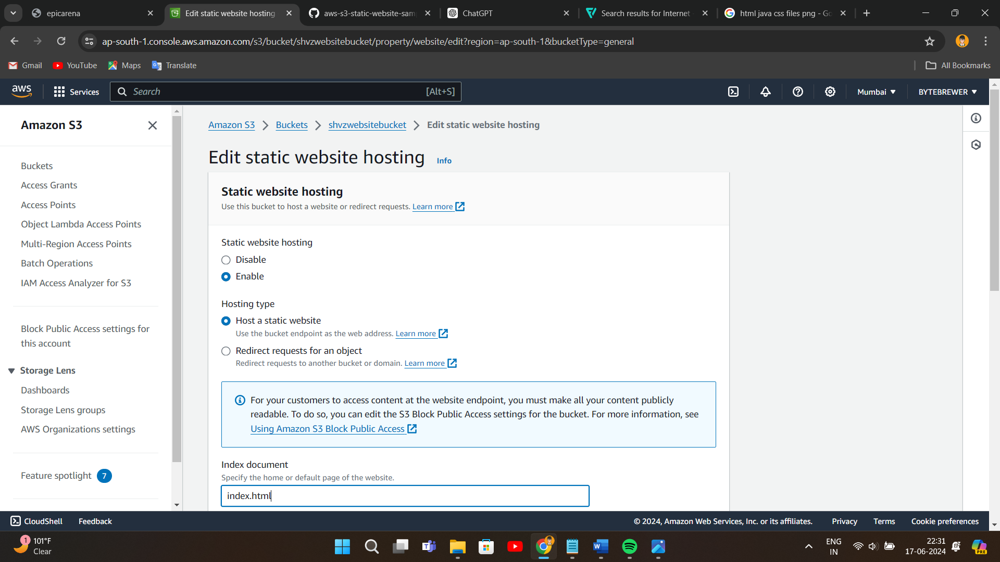 epicarena
Edit static website hosting
aws-s3-static-website-sam
ChatGPT
Search results for Internet
html java css files png - Go
ap-south-1.console.aws.amazon.com/s3/bucket/shvzwebsitebucket/property/website/edit?region=ap-south-1&bucketType=general
Gmail
YouTube
Maps
Translate
All Bookmarks
aws
Services
Search
[Alt+S]
Mumbai
BYTEBREWER
Amazon S3
Buckets
Access Grants
Access Points
Object Lambda Access Points
Multi-Region Access Points
Batch Operations
IAM Access Analyzer for S3
Block Public Access settings for
this account
Storage Lens
Dashboards
Storage Lens groups
AWS Organizations settings
Feature spotlight 7
Amazon S3 > Buckets > shvzwebsitebucket > Edit static website hosting
Edit static website hosting Info
Static website hosting
Use this bucket to host a website or redirect requests. Learn more
Static website hosting
Disable
Enable
Hosting type
Host a static website
Use the bucket endpoint as the web address. Learn more
Redirect requests for an object
Redirect requests to another bucket or domain. Learn more
For your customers to access content at the website endpoint, you must make all your content publicly
readable. To do so, you can edit the S3 Block Public Access settings for the bucket. For more information, see
Using Amazon S3 Block Public Access
Index document
Specify the home or default page of the website.
index.html
CloudShell
Feedback
© 2024, Amazon Web Services, Inc. or its affiliates.
Privacy
Terms
Cookie preferences
1
101°F
Clear
W
PRE
ENG
IN
22:31
17-06-2024